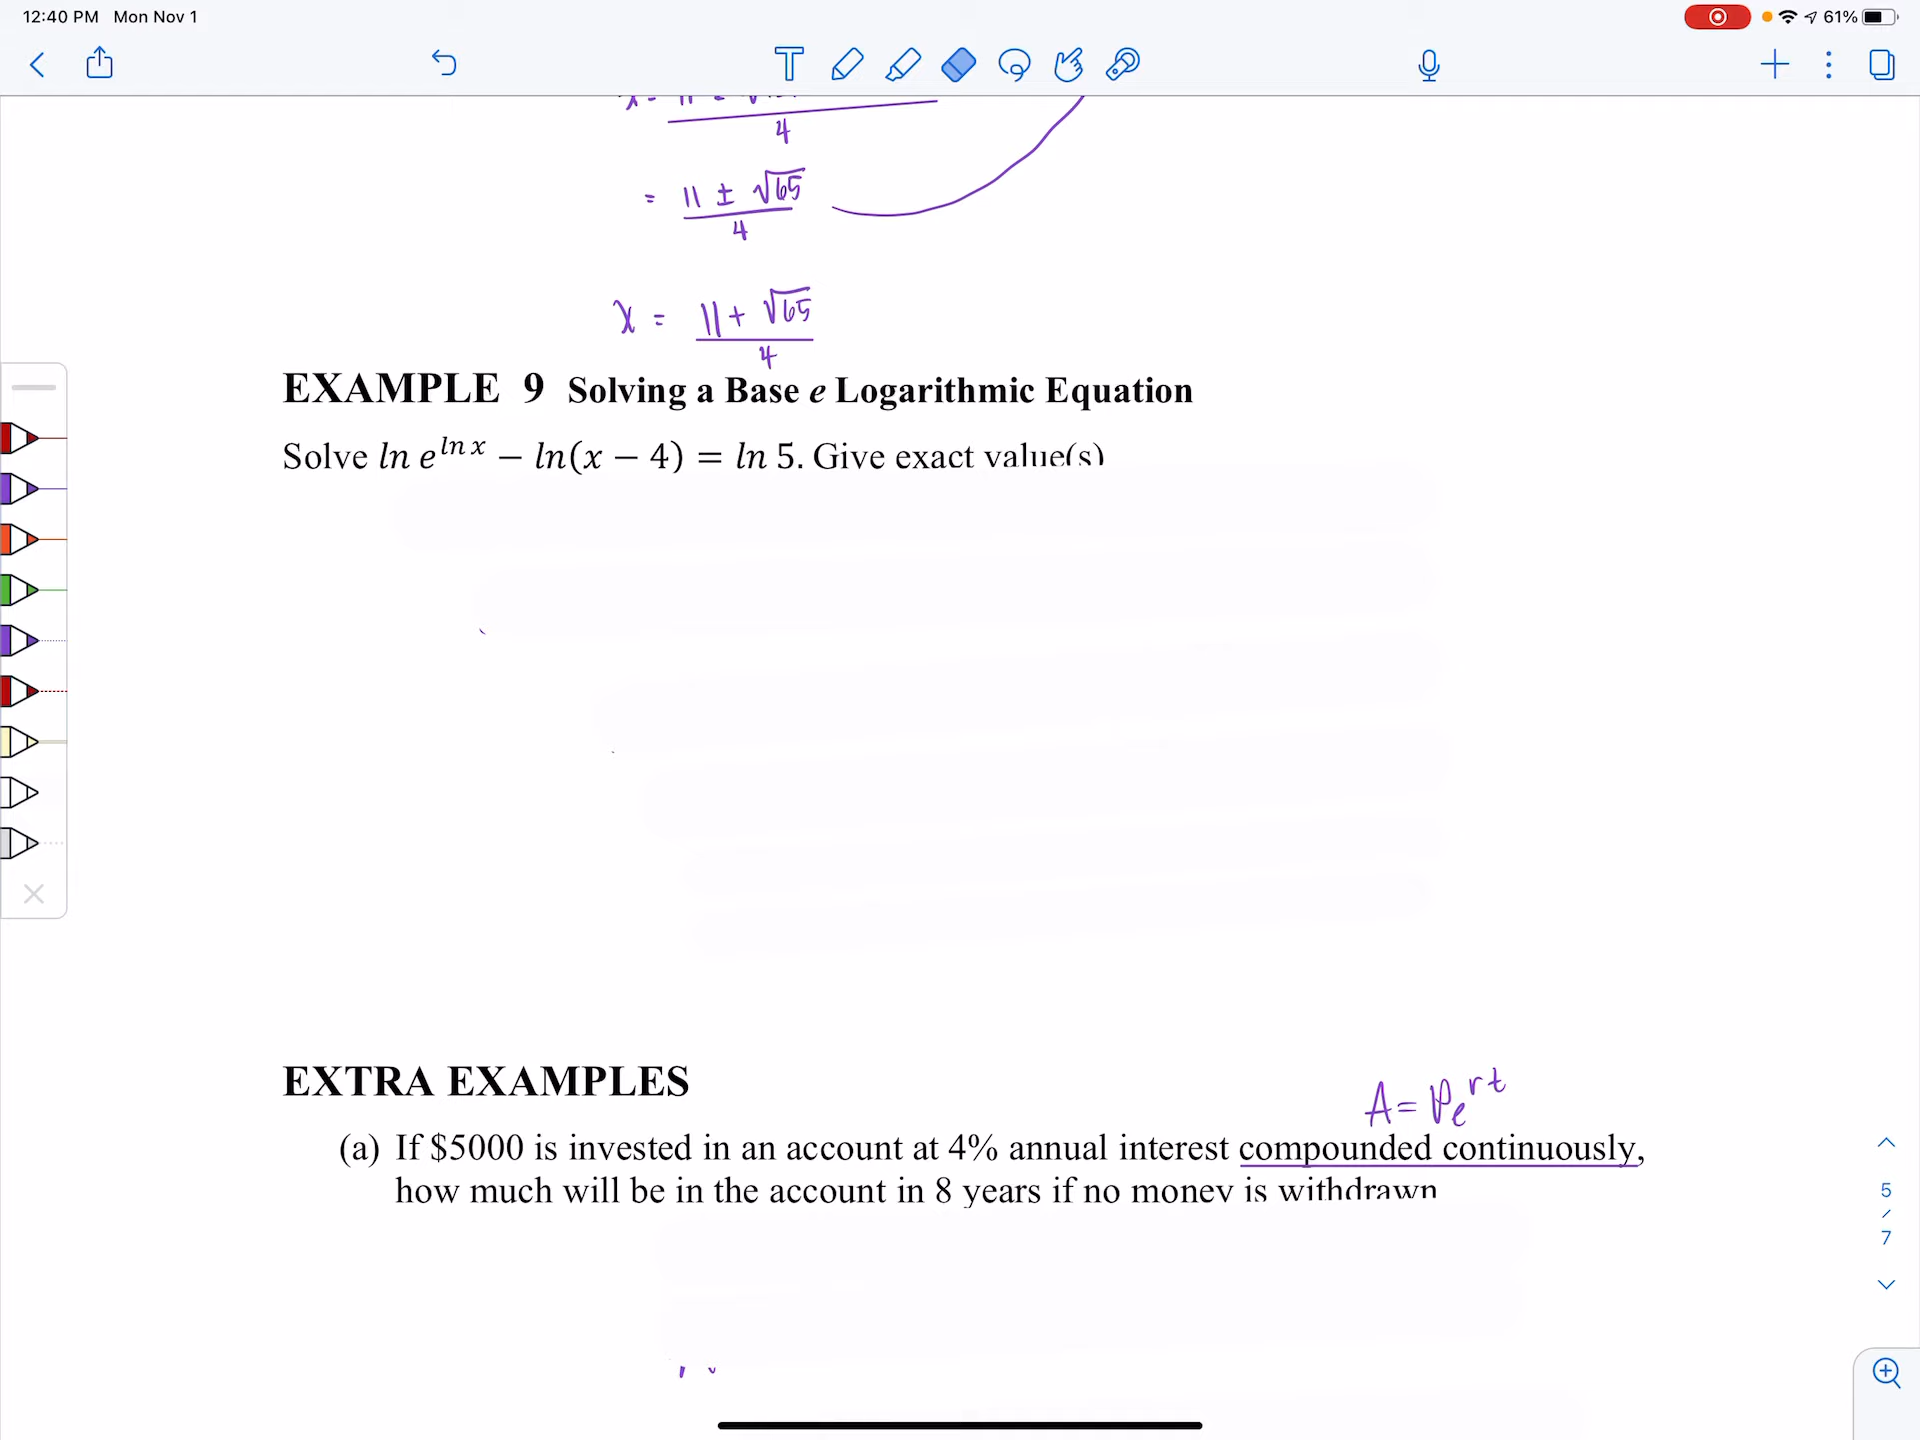 12:40 PM Mon Nov 1
61%
4
= 11 ± √65
4
x = 11 + √65
4
EXAMPLE 9 Solving a Base e Logarithmic Equation
Solve ln e^ln x − ln(x − 4) = ln 5. Give exact value(s)
EXTRA EXAMPLES
A = Pe^rt
(a) If $5000 is invested in an account at 4% annual interest compounded continuously,
how much will be in the account in 8 years if no money is withdrawn
5
/
7